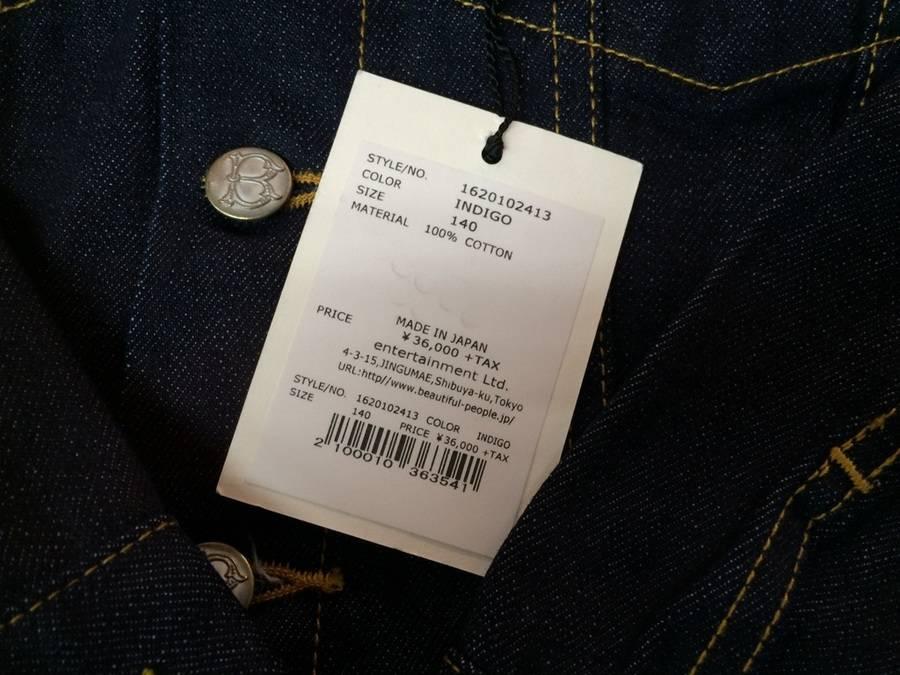 STYLE/NO. 1620102413
COLOR INDIGO
SIZE 140
MATERIAL 100% COTTON
MADE IN JAPAN
PRICE ¥36,000 +TAX
entertainment Ltd.
4-3-15,JINGUMAE,Shibuya-ku,Tokyo
URL:http//www.beautiful-people.jp/
STYLE/NO. 1620102413 COLOR INDIGO
SIZE 140 PRICE ¥36,000 +TAX
2 100010 363541